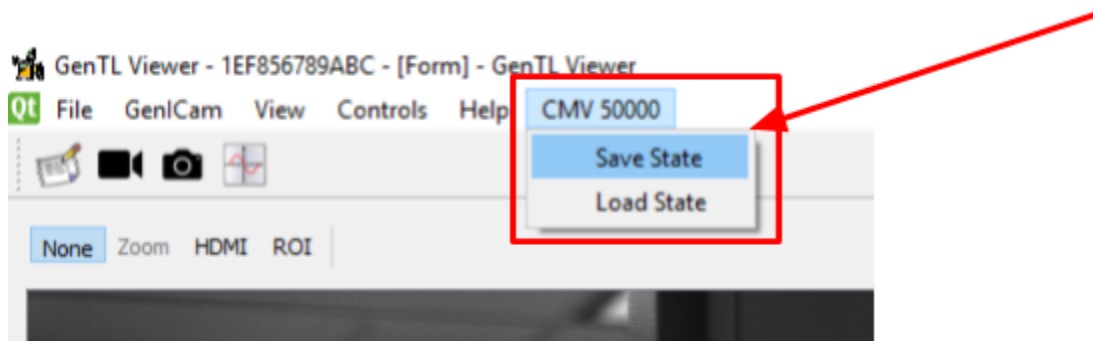 GenTL Viewer - 1EF856789ABC - [Form] - GenTL Viewer
Qt File GenICam View Controls Help CMV 50000
Save State
Load State
None Zoom HDMI ROI